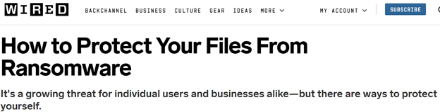 WIRED
BACKCHANNEL BUSINESS CULTURE GEAR IDEAS MORE MY ACCOUNT SUBSCRIBE
How to Protect Your Files From
Ransomware
It's a growing threat for individual users and businesses alike—but there are ways to protect
yourself.